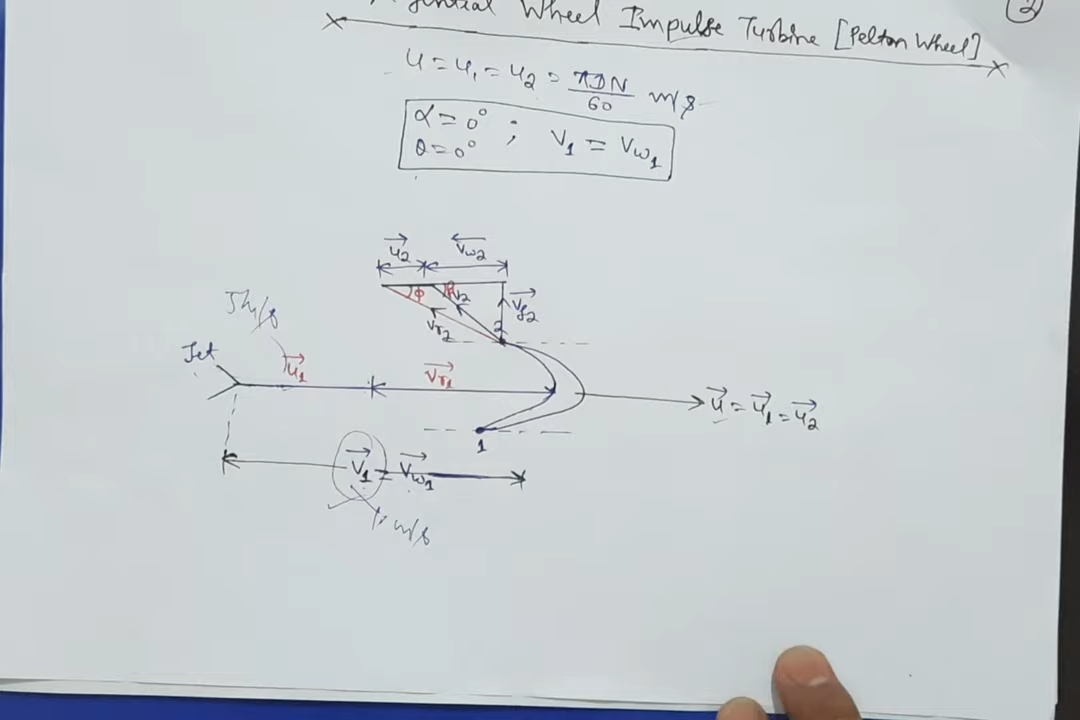 ②
Wheel Impulse Turbine [Pelton Wheel]
u = u₁ = u₂ = πDN/60 m/s
α = 0° ; V₁ = Vw₁
θ = 0°
u₂ Vw₂
ϕ β V₂ Vf₂
Vr₂ 2
5m/s
Jet u₁ Vr₁ u = u₁ = u₂
1
V₁ = Vw₁
m/s